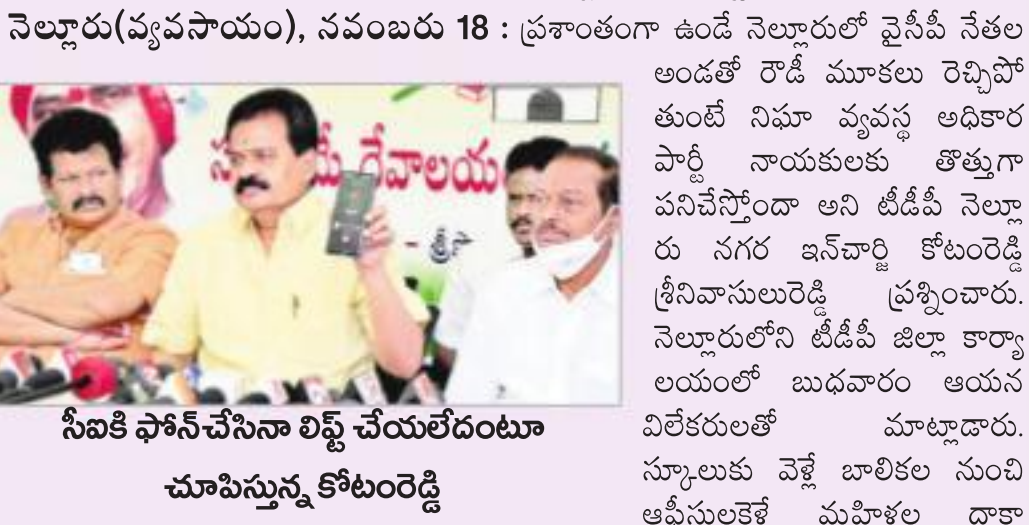 నెల్లూరు(వ్యవసాయం), నవంబరు 18 : ప్రశాంతంగా ఉండే నెల్లూరులో వైసీపీ నేతల
అండతో రౌడీ మూకలు రెచ్చిపో
తుంటే నిఘా వ్యవస్థ అధికార
పార్టీ నాయకులకు తొత్తుగా
పనిచేస్తోందా అని టీడీపీ నెల్లూ
రు నగర ఇన్‌చార్జి కోటంరెడ్డి
శ్రీనివాసులురెడ్డి ప్రశ్నించారు.
నెల్లూరులోని టీడీపీ జిల్లా కార్యా
లయంలో బుధవారం ఆయన
విలేకరులతో మాట్లాడారు.
స్కూలుకు వెళ్లే బాలికల నుంచి
ఆఫీసులకెళే మహిళల దాకా
దేవాలయం
సీఐకి ఫోన్‌చేసినా లిఫ్ట్ చేయలేదంటూ
చూపిస్తున్న కోటంరెడ్డి